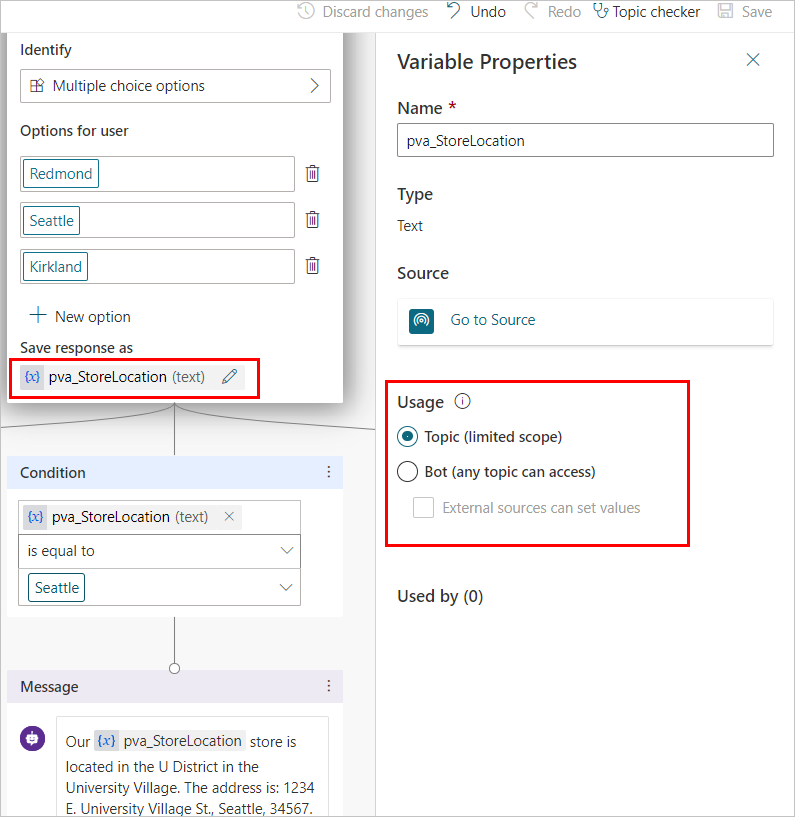 Discard changes Undo Redo Topic checker Save
Identify
Multiple choice options
Options for user
Redmond
Seattle
Kirkland
New option
Save response as
{x} pva_StoreLocation (text)
Condition
{x} pva_StoreLocation (text)
is equal to
Seattle
Message
Our {x} pva_StoreLocation store is
located in the U District in the
University Village. The address is: 1234
E. University Village St., Seattle, 34567.
Variable Properties
Name *
pva_StoreLocation
Type
Text
Source
Go to Source
Usage
Topic (limited scope)
Bot (any topic can access)
External sources can set values
Used by (0)